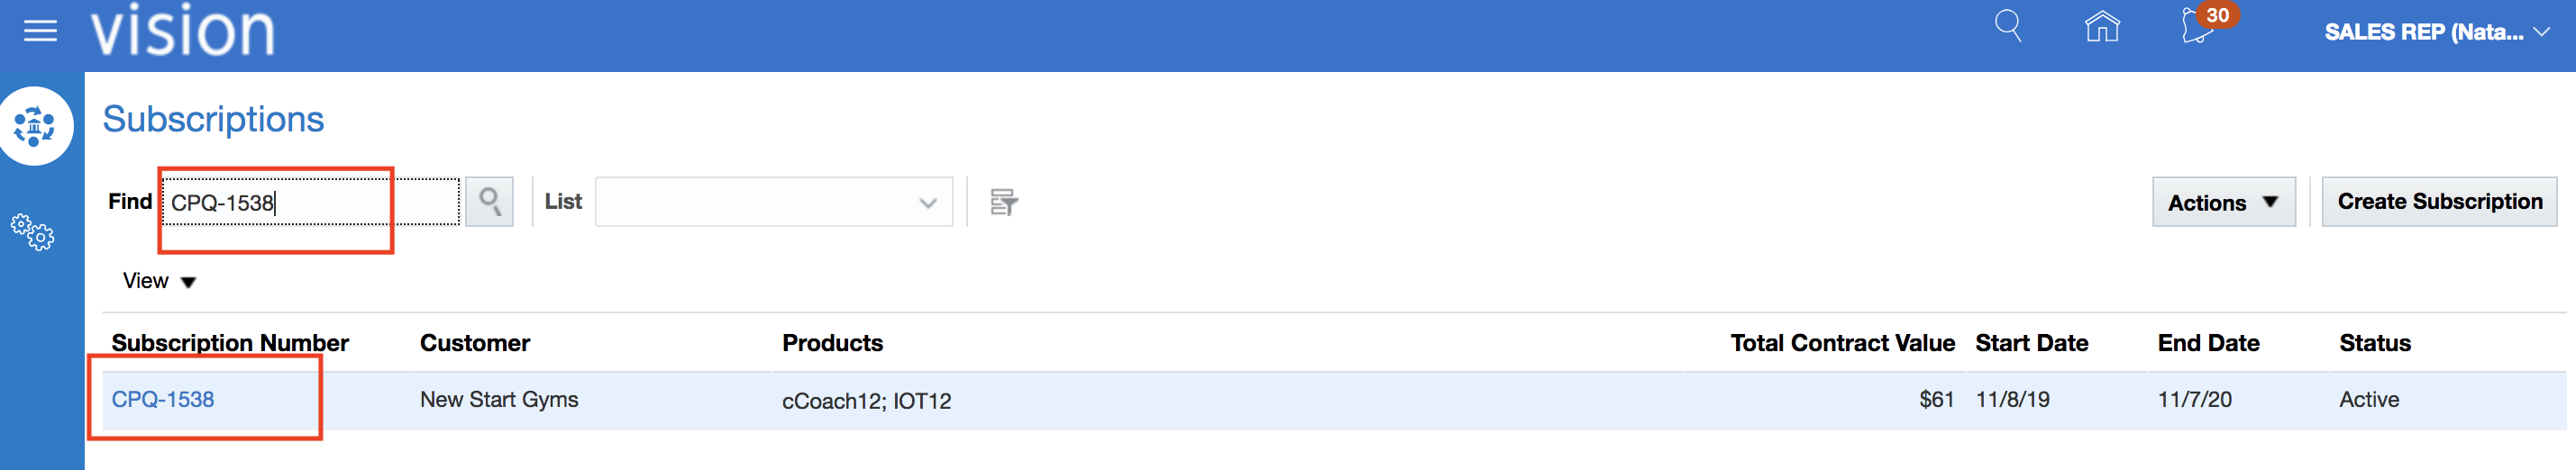 vision
30
SALES REP (Nata...
Subscriptions
Find CPQ-1538 List Actions Create Subscription
View
Subscription Number Customer Products Total Contract Value Start Date End Date Status
CPQ-1538 New Start Gyms cCoach12; IOT12 $61 11/8/19 11/7/20 Active